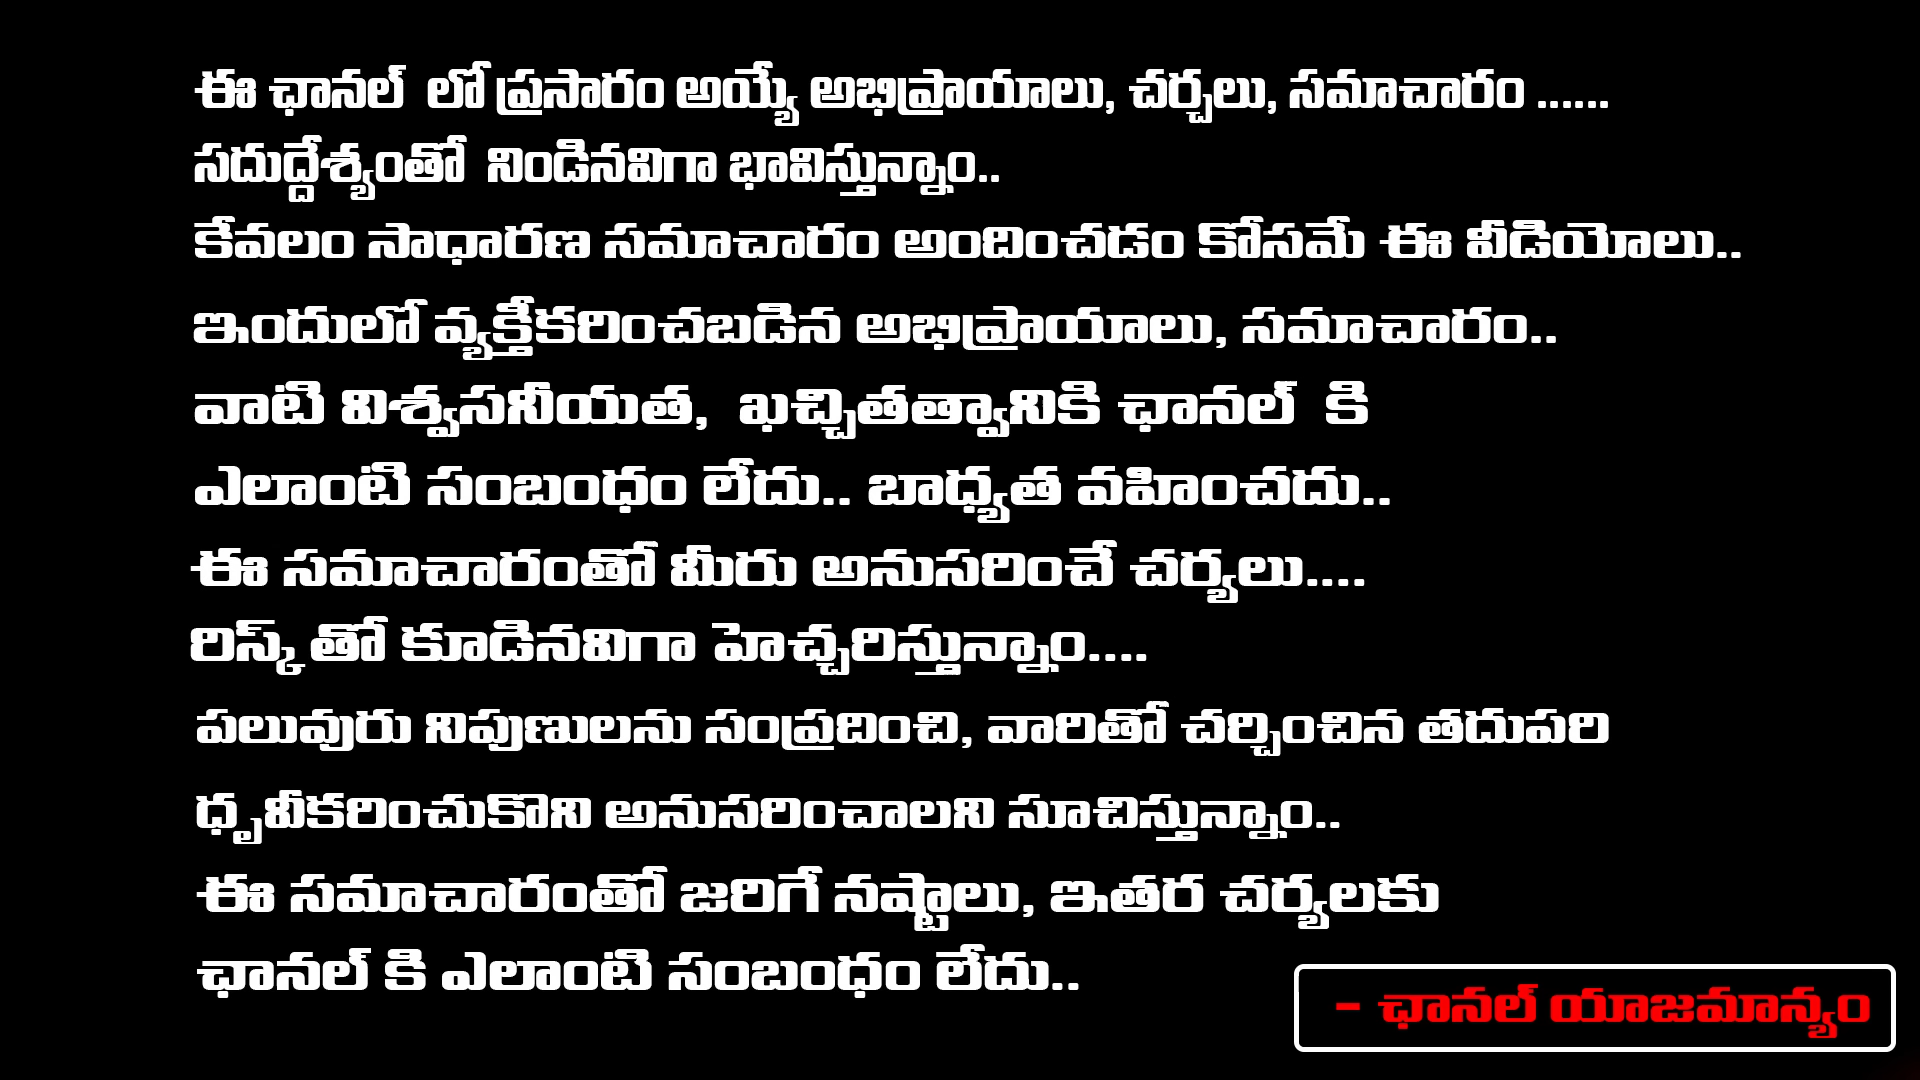 ఈ ఛానల్ లో ప్రసారం అయ్యే అభిప్రాయాలు, చర్చలు, సమాచారం ......
సదుద్దేశ్యంతో నిండినవిగా భావిస్తున్నాం..
కేవలం సాధారణ సమాచారం అందించడం కోసమే ఈ వీడియోలు..
ఇందులో వ్యక్తీకరించబడిన అభిప్రాయాలు, సమాచారం..
వాటి విశ్వసనీయత, ఖచ్చితత్వానికి ఛానల్ కి
ఎలాంటి సంబంధం లేదు.. బాధ్యత వహించదు..
ఈ సమాచారంతో మీరు అనుసరించే చర్యలు....
రిస్క్ తో కూడినవిగా హెచ్చరిస్తున్నాం....
పలువురు నిపుణులను సంప్రదించి, వారితో చర్చించిన తదుపరి
ధృవీకరించుకొని అనుసరించాలని సూచిస్తున్నాం..
ఈ సమాచారంతో జరిగే నష్టాలు, ఇతర చర్యలకు
ఛానల్ కి ఎలాంటి సంబంధం లేదు..
- ఛానల్ యాజమాన్యం